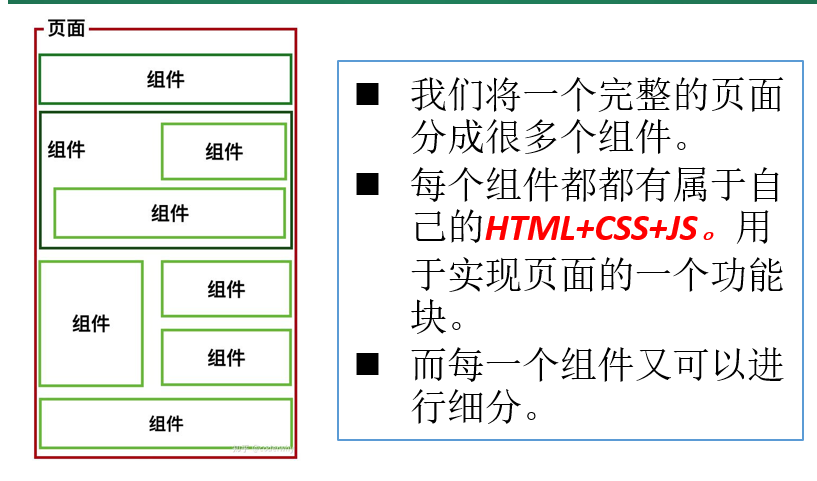 页面
组件
组件
组件
组件
组件
组件
组件
组件
■ 我们将一个完整的页面
分成很多个组件。
■ 每个组件都都有属于自
己的HTML+CSS+JS。用
于实现页面的一个功能
块。
■ 而每一个组件又可以进
行细分。